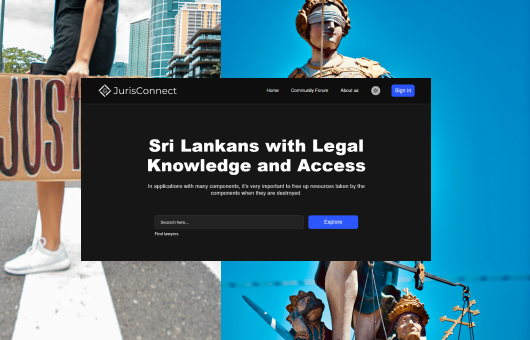 JurisConnect
Home
Community Forum
About us
Sign in
JUST
Sri Lankans with Legal
Knowledge and Access
In applications with many components, it's very important to free up resources taken by the
components when they are destroyed.
Search here...
Explore
Find lawyers